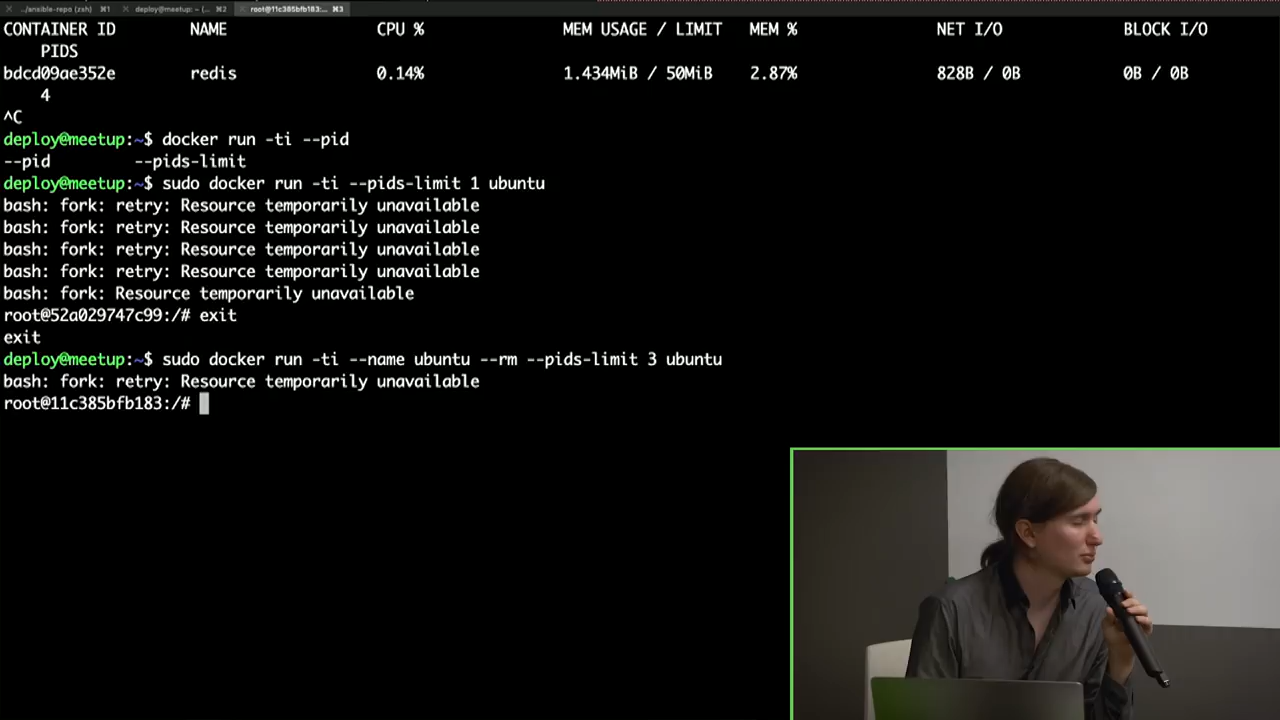 ../ansible-repo (zsh) ⌘1 deploy@meetup: ~ (... ⌘2 root@11c385bfb183:... ⌘3
CONTAINER ID NAME CPU % MEM USAGE / LIMIT MEM % NET I/O BLOCK I/O
PIDS
bdcd09ae352e redis 0.14% 1.434MiB / 50MiB 2.87% 828B / 0B 0B / 0B
4
^C
deploy@meetup:~$ docker run -ti --pid
--pid --pids-limit
deploy@meetup:~$ sudo docker run -ti --pids-limit 1 ubuntu
bash: fork: retry: Resource temporarily unavailable
bash: fork: retry: Resource temporarily unavailable
bash: fork: retry: Resource temporarily unavailable
bash: fork: retry: Resource temporarily unavailable
bash: fork: Resource temporarily unavailable
root@52a029747c99:/# exit
exit
deploy@meetup:~$ sudo docker run -ti --name ubuntu --rm --pids-limit 3 ubuntu
bash: fork: retry: Resource temporarily unavailable
root@11c385bfb183:/#